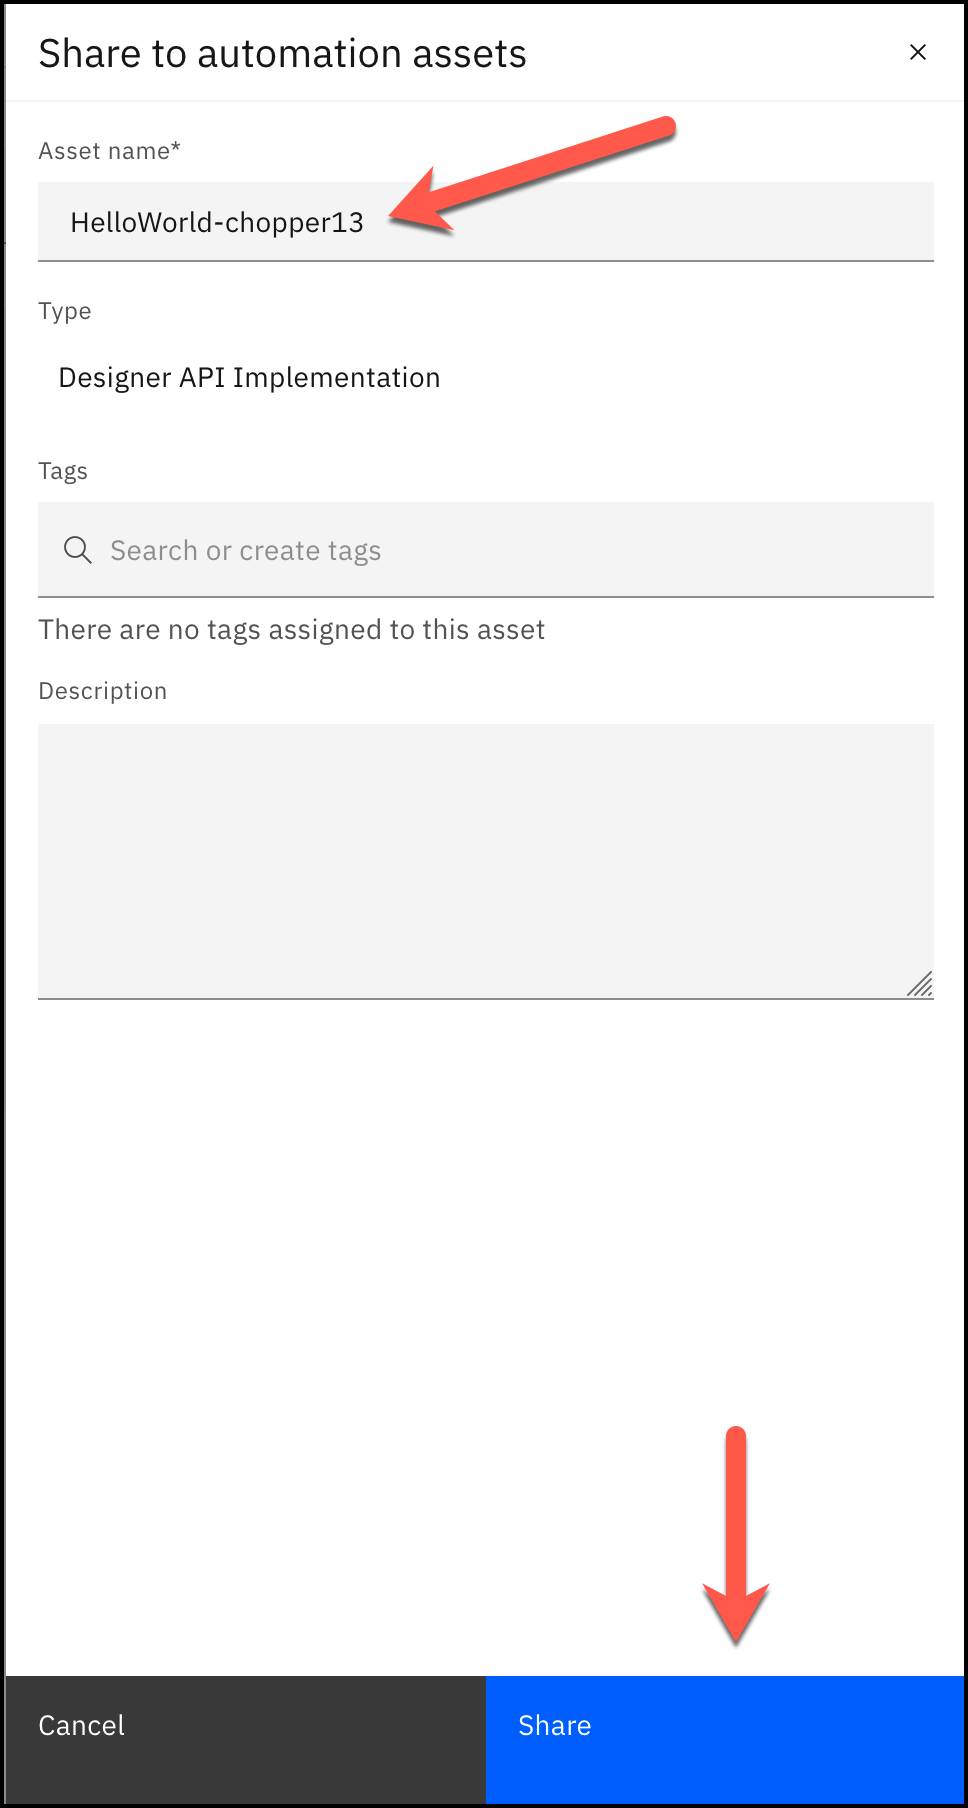 Share to automation assets
Asset name*
HelloWorld-chopper13
Type
Designer API Implementation
Tags
Search or create tags
There are no tags assigned to this asset
Description
Cancel
Share